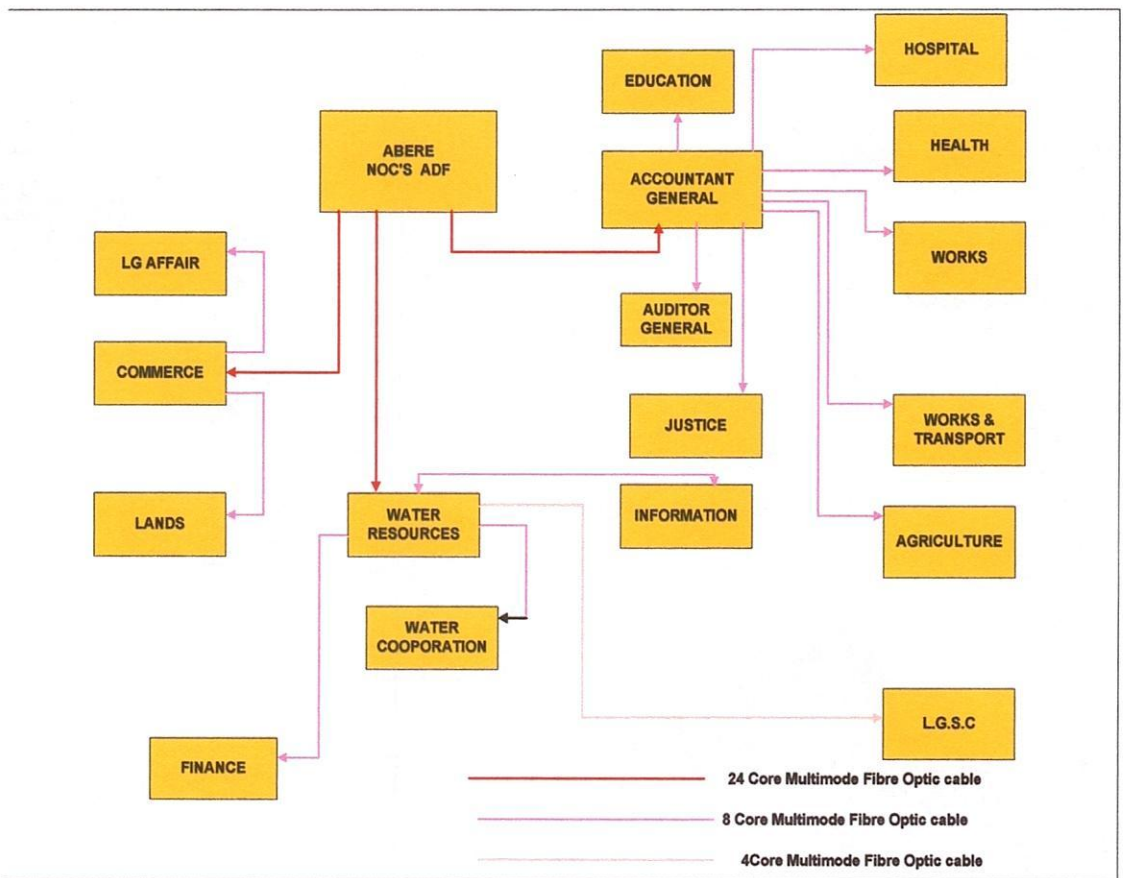 HOSPITAL
EDUCATION
ABERE
NOC'S ADF
HEALTH
ACCOUNTANT
GENERAL
LG AFFAIR
WORKS
AUDITOR
GENERAL
COMMERCE
JUSTICE
WORKS &
TRANSPORT
LANDS
WATER
RESOURCES
INFORMATION
AGRICULTURE
WATER
COOPORATION
L.G.S.C
FINANCE
24 Core Multimode Fibre Optic cable
8 Core Multimode Fibre Optic cable
4Core Multimode Fibre Optic cable